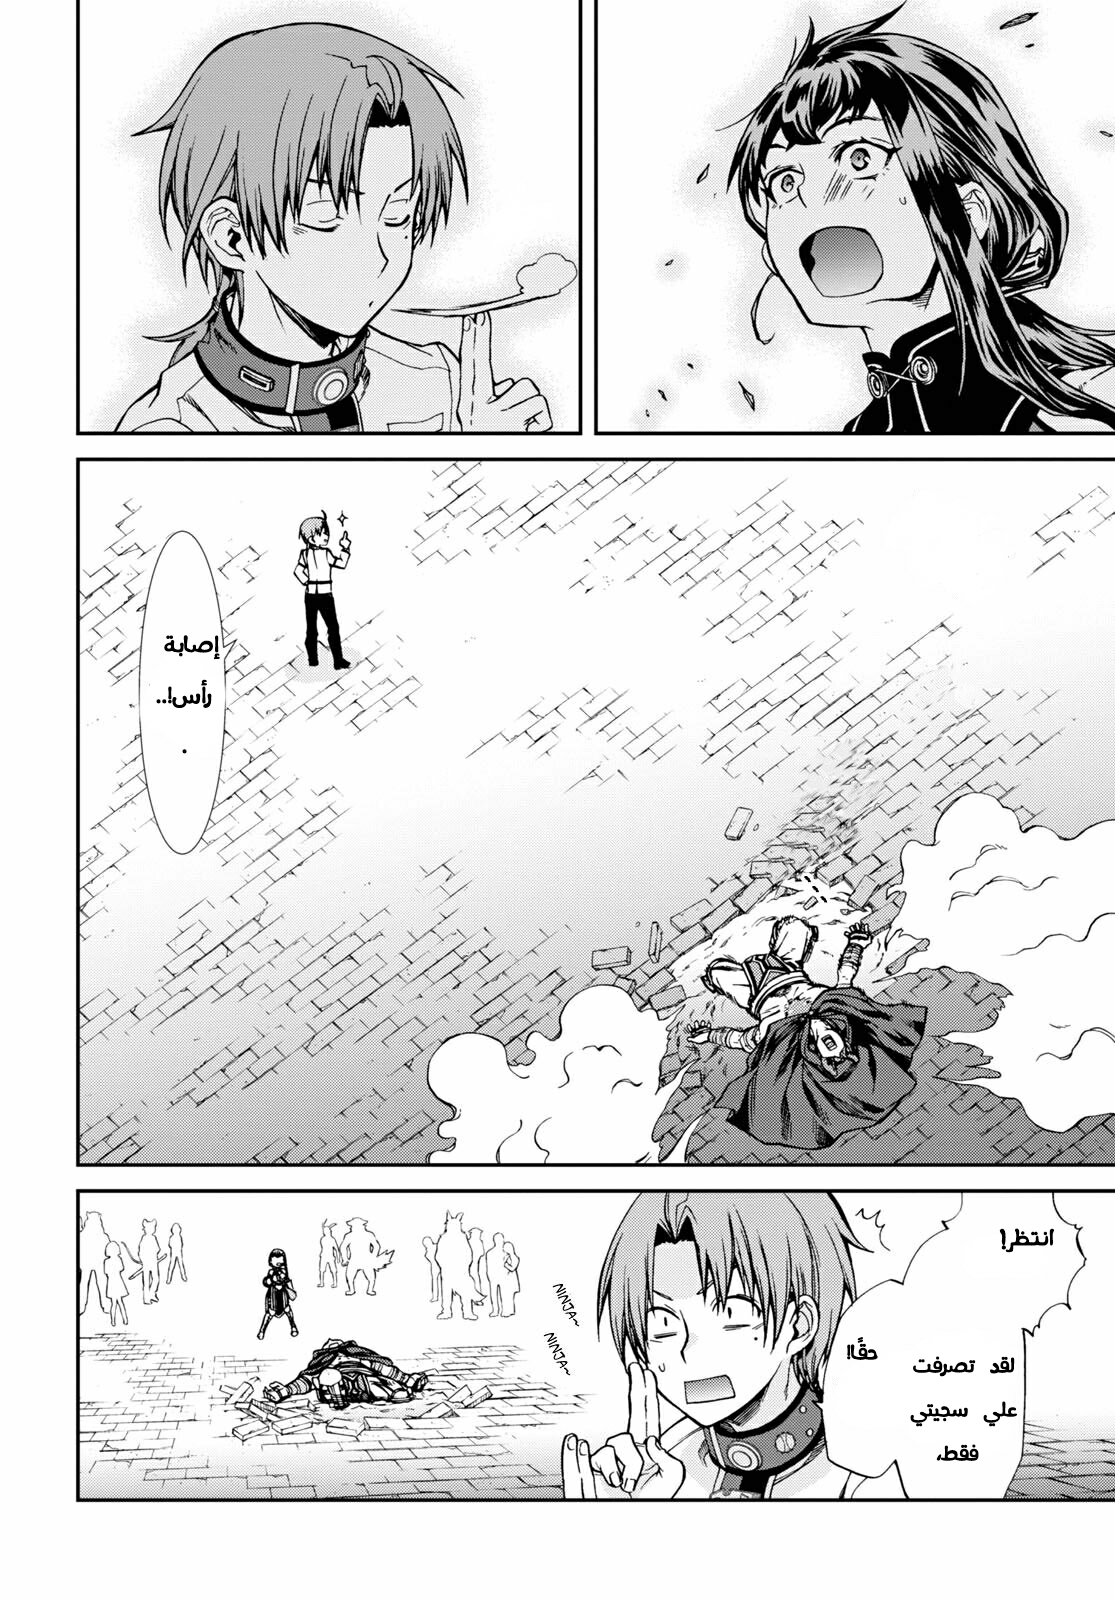 إصابة
رأس!..
.
انتظر!
حقًا!
لقد تصرفت
علي سجيتي
فقط،
NINJA~
NINJA~